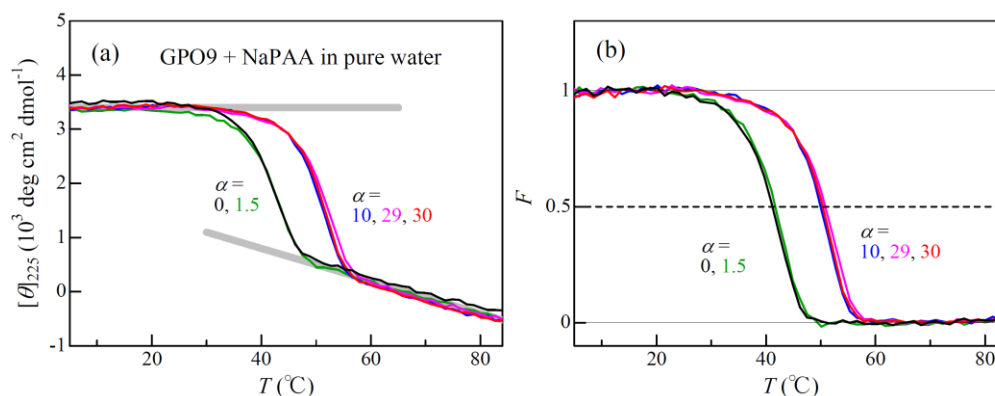 (a)
GPO9 + NaPAA in pure water
[θ]225 (10³ deg cm² dmol⁻¹)
5
4
3
2
1
0
-1
α =
0, 1.5
α =
10, 29, 30
20
40
60
80
T (℃)
(b)
F
1
0.5
0
α =
0, 1.5
α =
10, 29, 30
20
40
60
80
T (℃)